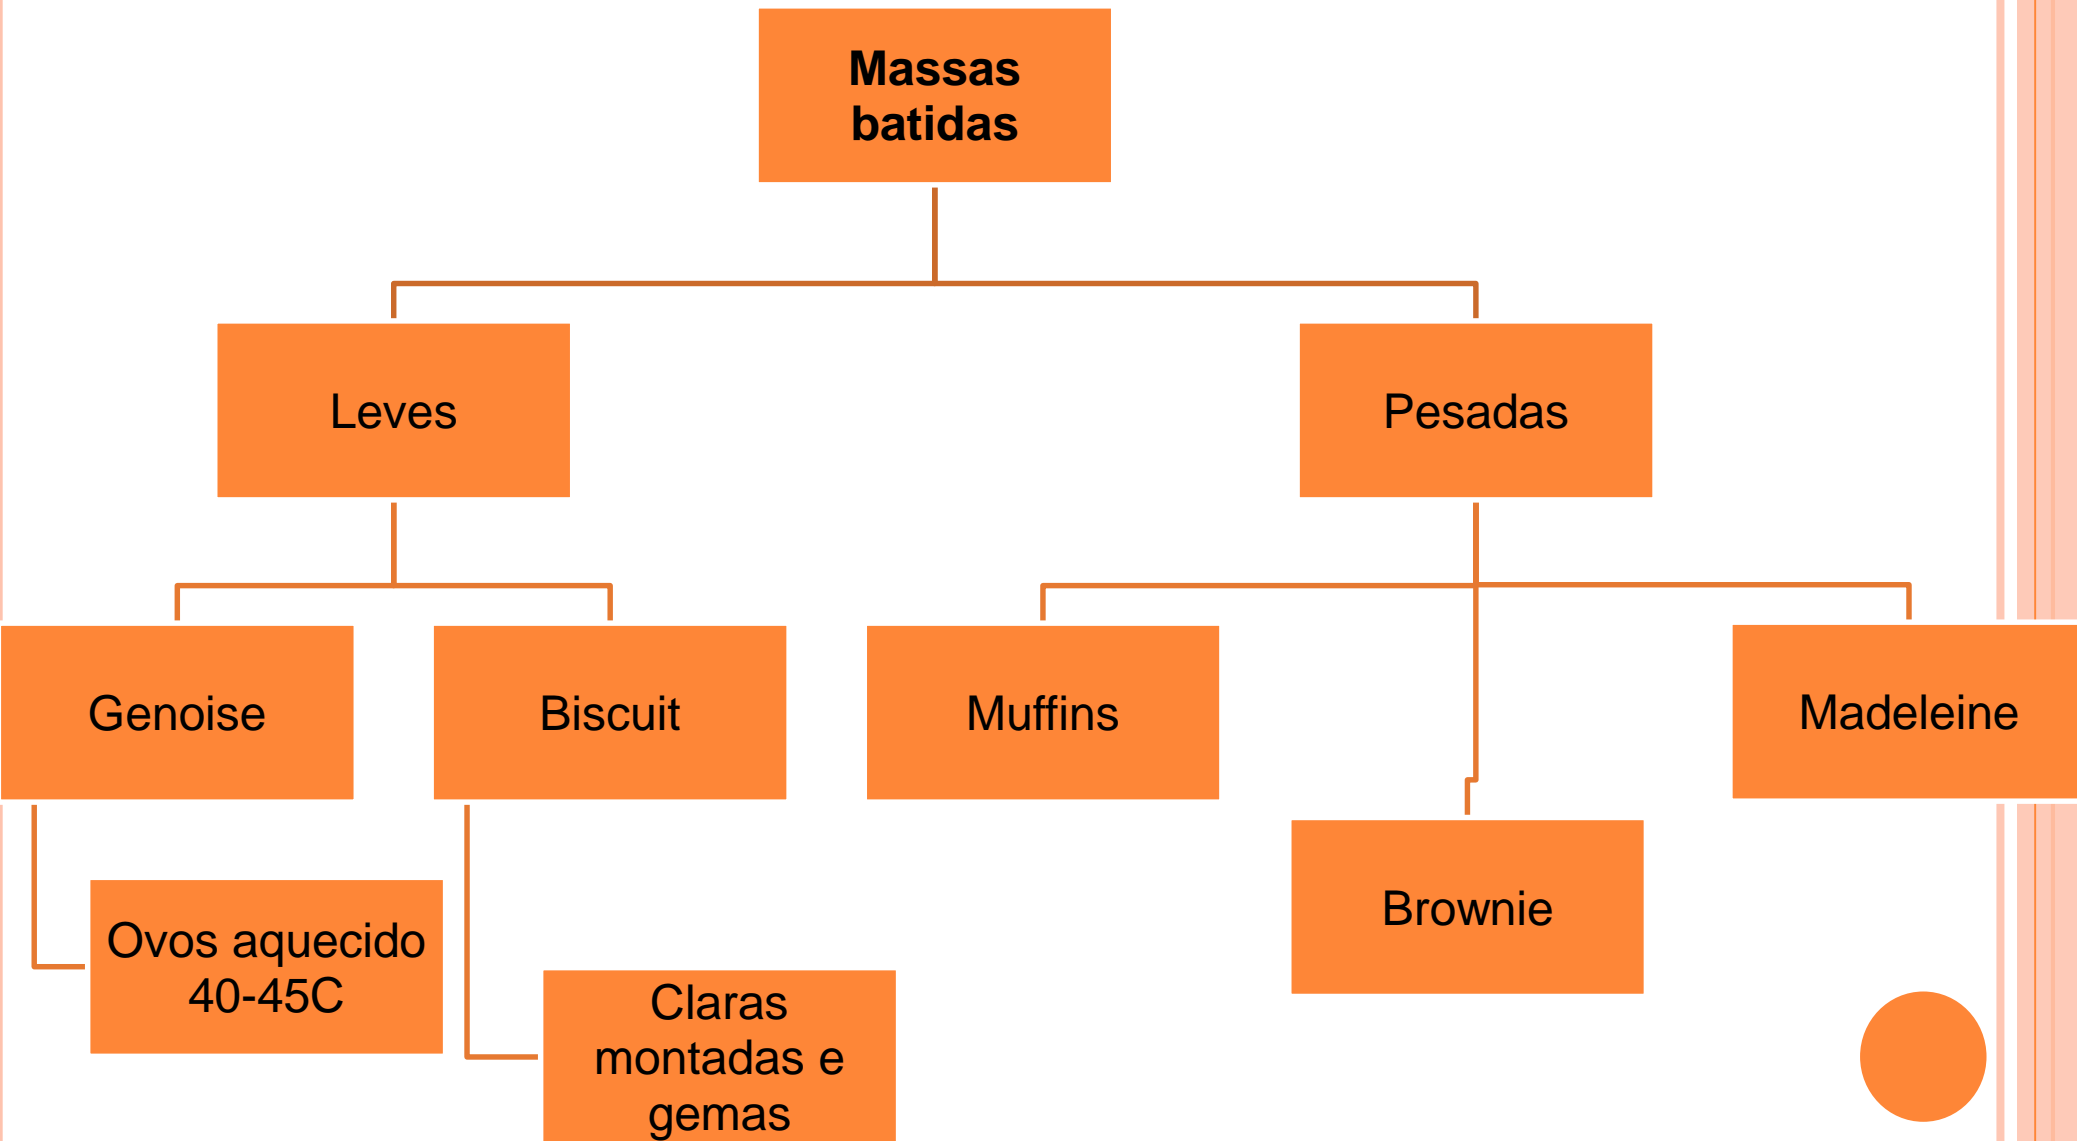 Massas
batidas
Leves
Pesadas
Genoise
Biscuit
Muffins
Madeleine
Brownie
Ovos aquecido
40-45C
Claras
montadas e
gemas